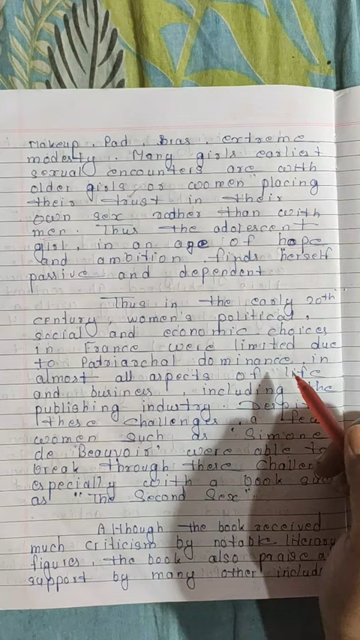 Makeup, Pad, bias, extreme
modesty. Many girls earliest
sexual encounters are with
older girls or women placing
their trust in their
own sex rather than with
men. Thus the adolescent
girl, in an age of hope
and ambition finds herself
passive and dependent
Thus in the early 20th
century, women's political,
social and economic choices
in France were limited due
to Patriarchal dominance in
almost all aspects of life
and business, including the
publishing industry.
these challenges, a few
women such as "Simone
de Beauvoir" were able to
break through these challen
especially with a book
as "The Second Sex"
Although the book received
much criticism by notable literary
figures, the book also praise
support by many other includ